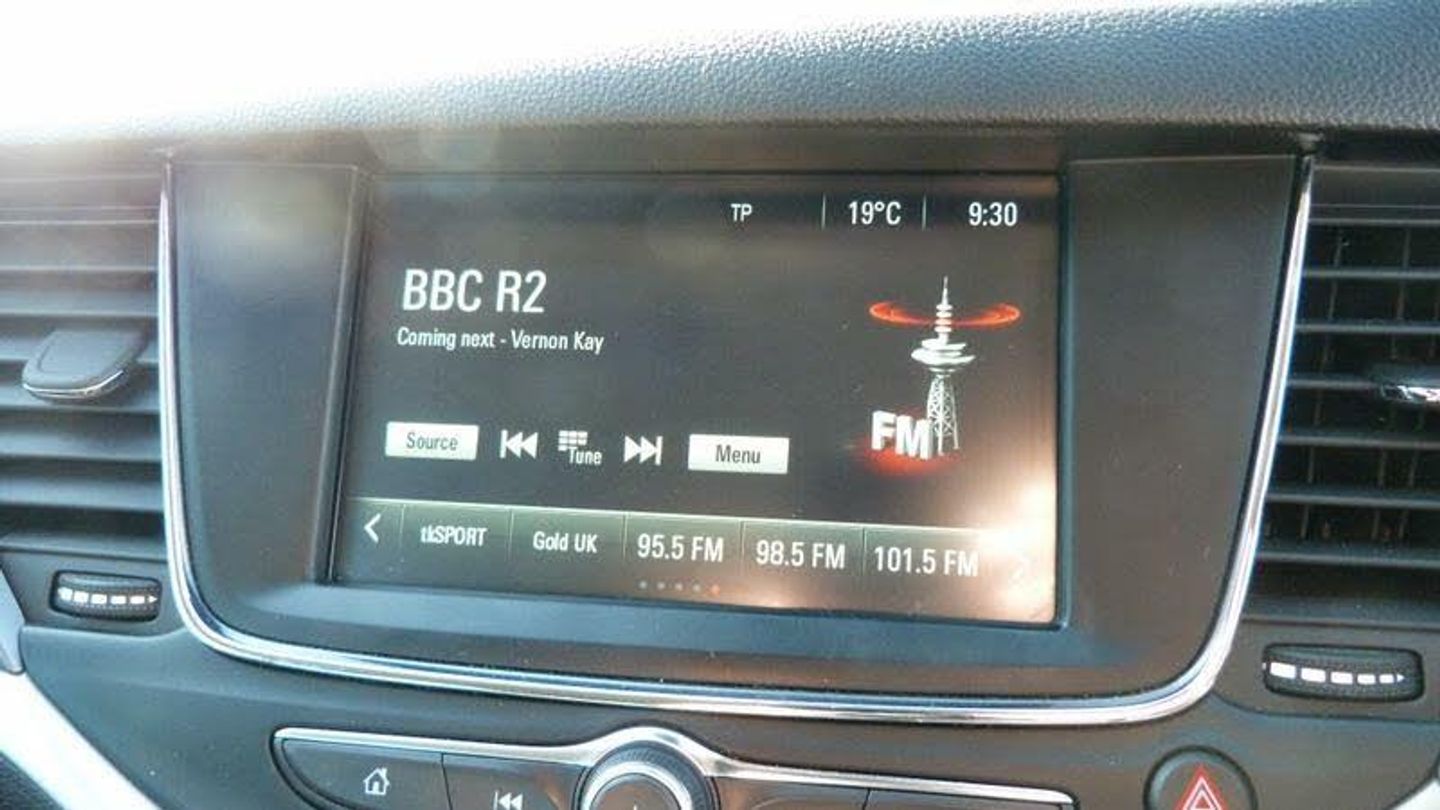 TP 19°C 9:30
BBC R2
Coming next - Vernon Kay
FM
Source Tune Menu
tkSPORT Gold UK 95.5 FM 98.5 FM 101.5 FM